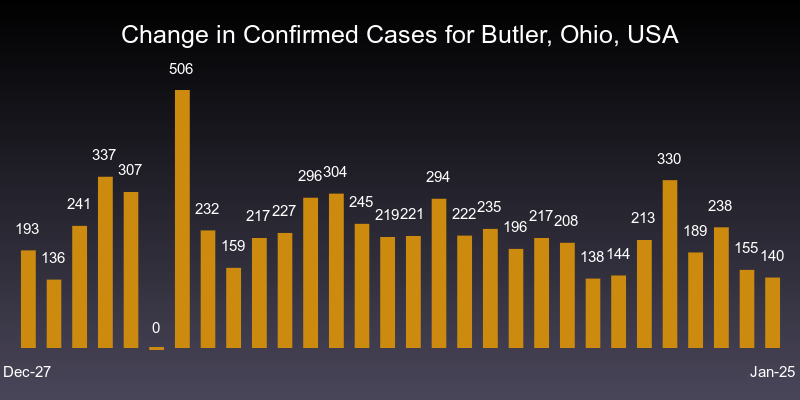 Change in Confirmed Cases for Butler, Ohio, USA
193 136 241 337 307 0 506 232 159 217 227 296 304 245 219 221 294 222 235 196 217 208 138 144 213 330 189 238 155 140
Dec-27 Jan-25